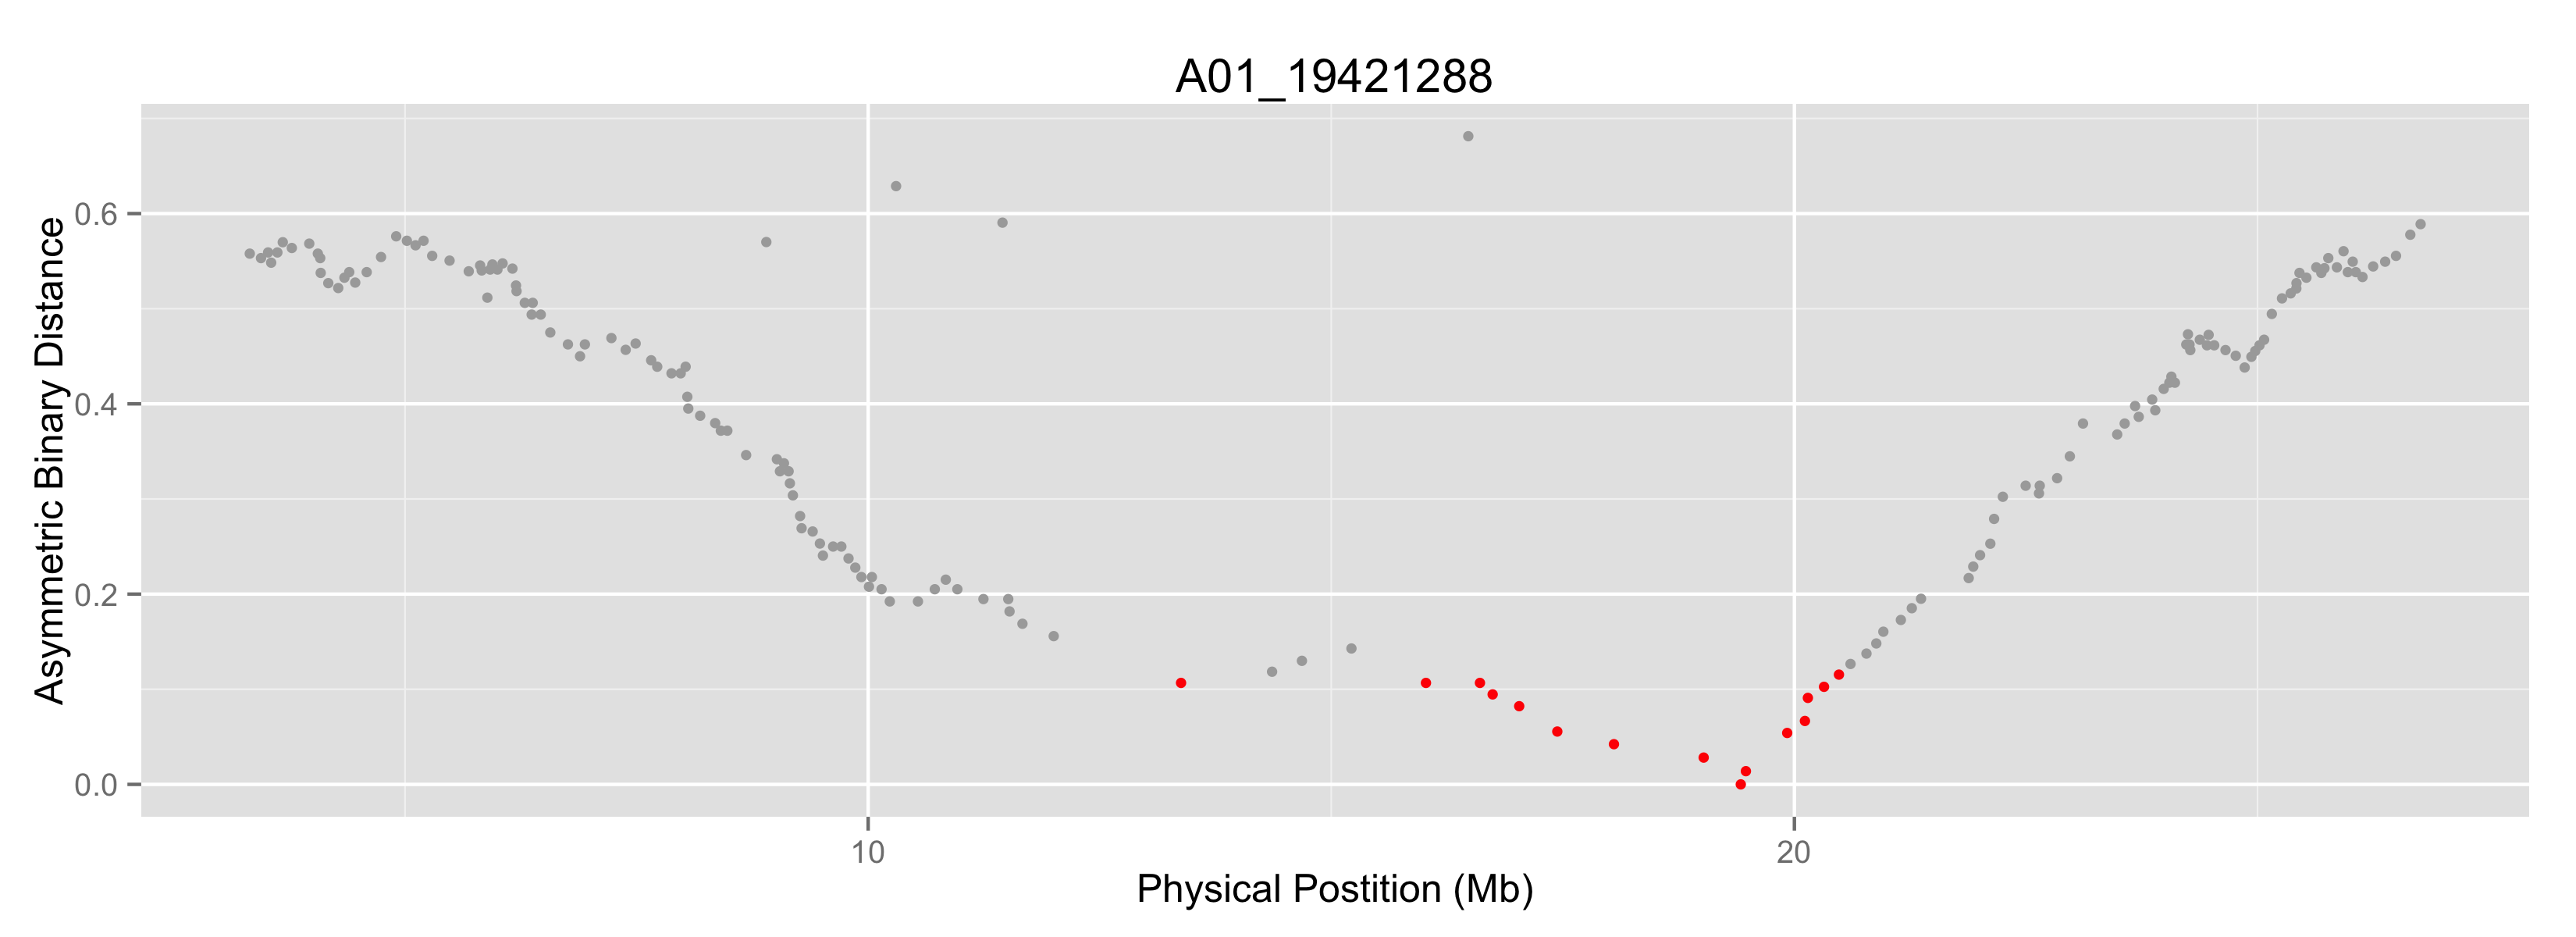 A01_19421288
Asymmetric Binary Distance
0.6
0.4
0.2
0.0
10
20
Physical Postition (Mb)